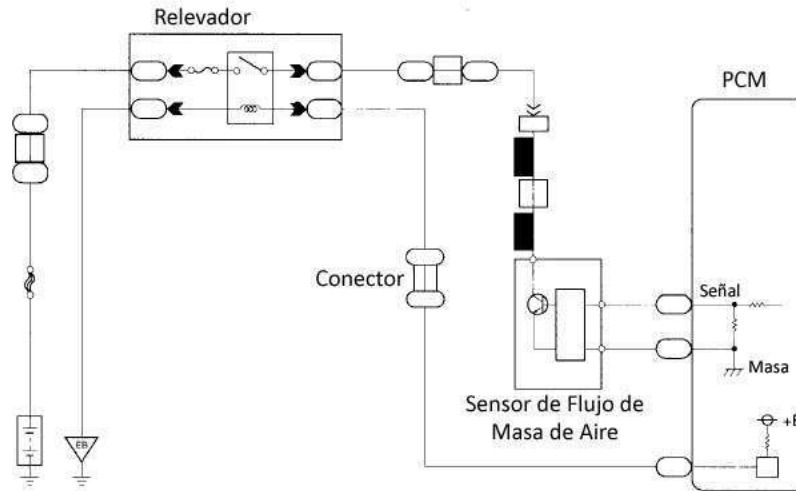 Relevador
PCM
Conector
Señal
Masa
Sensor de Flujo de
Masa de Aire
EB
+B